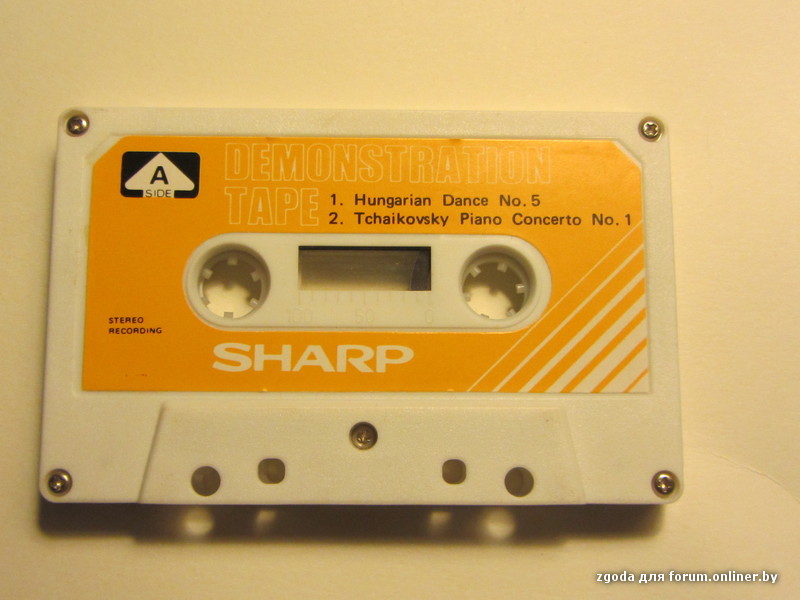 A
SIDE
DEMONSTRATION
TAPE
1. Hungarian Dance No. 5
2. Tchaikovsky Piano Concerto No. 1
100 50 0
STEREO
RECORDING
SHARP
zgoda для forum.onliner.by